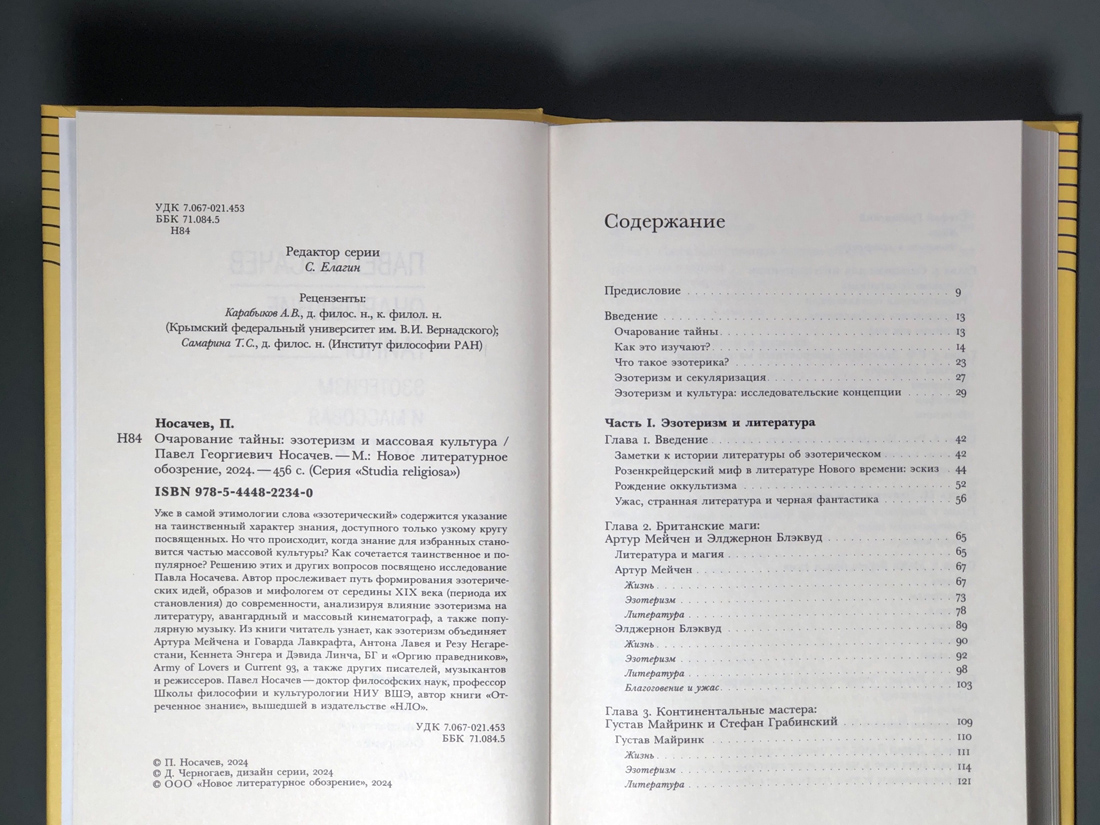 УДК 7.067-021.453
ББК 71.084.5
Н84
Редактор серии
С. Елагин
Рецензенты:
Карабыков А.В., д. филос. н., к. филол. н.
(Крымский федеральный университет им. В.И. Вернадского);
Самарина Т.С., д. филос. н. (Институт философии РАН)
Носачев, П.
Н84 Очарование тайны: эзотеризм и массовая культура /
Павел Георгиевич Носачев. — М.: Новое литературное
обозрение, 2024. — 456 с. (Серия «Studia religiosa»)
ISBN 978-5-4448-2234-0
Уже в самой этимологии слова «эзотерический» содержится указание
на таинственный характер знания, доступного только узкому кругу
посвященных. Но что происходит, когда знание для избранных стано-
вится частью массовой культуры? Как сочетается таинственное и по-
пулярное? Решению этих и других вопросов посвящено исследование
Павла Носачева. Автор прослеживает путь формирования эзотериче-
ских идей, образов и мифологем от середины XIX века (периода их
становления) до современности, анализируя влияние эзотеризма на
литературу, авангардный и массовый кинематограф, а также попу-
лярную музыку. Из книги читатель узнает, как эзотеризм объединяет
Артура Мейчена и Говарда Лавкрафта, Антона Лавея и Резу Негаре-
стани, Кеннета Энгера и Дэвида Линча, БГ и «Оргию праведников»,
Army of Lovers и Current 93, а также других писателей, музыкантов
и режиссеров. Павел Носачев — доктор философских наук, профессор
Школы философии и культурологии НИУ ВШЭ, автор книги «От-
реченное знание», вышедшей в издательстве «НЛО».
УДК 7.067-021.453
ББК 71.084.5
© П. Носачев, 2024
© Д. Черногаев, дизайн серии, 2024
© ООО «Новое литературное обозрение», 2024
Содержание
Предисловие 9
Введение 13
Очарование тайны 13
Как это изучают? 14
Что такое эзотерика? 23
Эзотеризм и секуляризация 27
Эзотеризм и культура: исследовательские концепции 29
Часть I. Эзотеризм и литература
Глава 1. Введение 42
Заметки к истории литературы об эзотерическом 42
Розенкрейцерский миф в литературе Нового времени: эскиз 44
Рождение оккультизма 52
Ужас, странная литература и черная фантастика 56
Глава 2. Британские маги:
Артур Мейчен и Элджернон Блэквуд 65
Литература и магия 65
Артур Мейчен 67
Жизнь 67
Эзотеризм 73
Литература 78
Элджернон Блэквуд 89
Жизнь 90
Эзотеризм 92
Литература 98
Благоговение и ужас 103
Глава 3. Континентальные мастера:
Густав Майринк и Стефан Грабинский 109
Густав Майринк 110
Жизнь 111
Эзотеризм 114
Литература 121